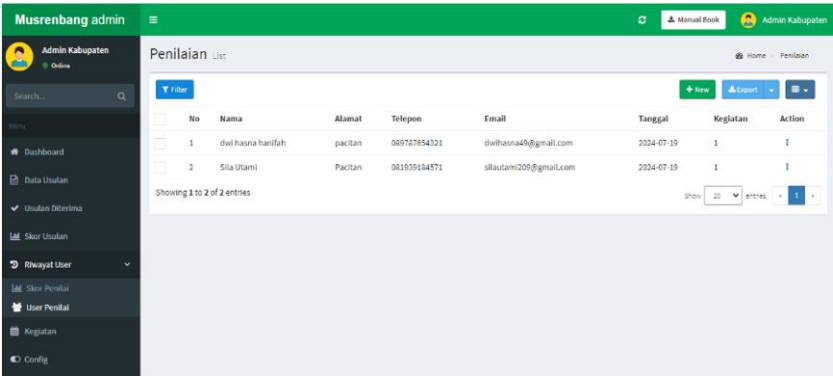 Musrenbang admin
Manual Book
Admin Kabupaten
Admin Kabupaten
Online
Search...
Menu
Dashboard
Data Usulan
Usulan Diterima
Skor Usulan
Riwayat User
Skor Penilai
User Penilai
Kegiatan
Config
Penilaian List
Home > Penilaian
Filter
New
Export
No Nama Alamat Telepon Email Tanggal Kegiatan Action
1 dwi hasna hanifah pacitan 089787654321 dwihasna49@gmail.com 2024-07-19 1
2 Sila Utami Pacitan 081939184571 silautami209@gmail.com 2024-07-19 1
Showing 1 to 2 of 2 entries
Show 20 entries 1